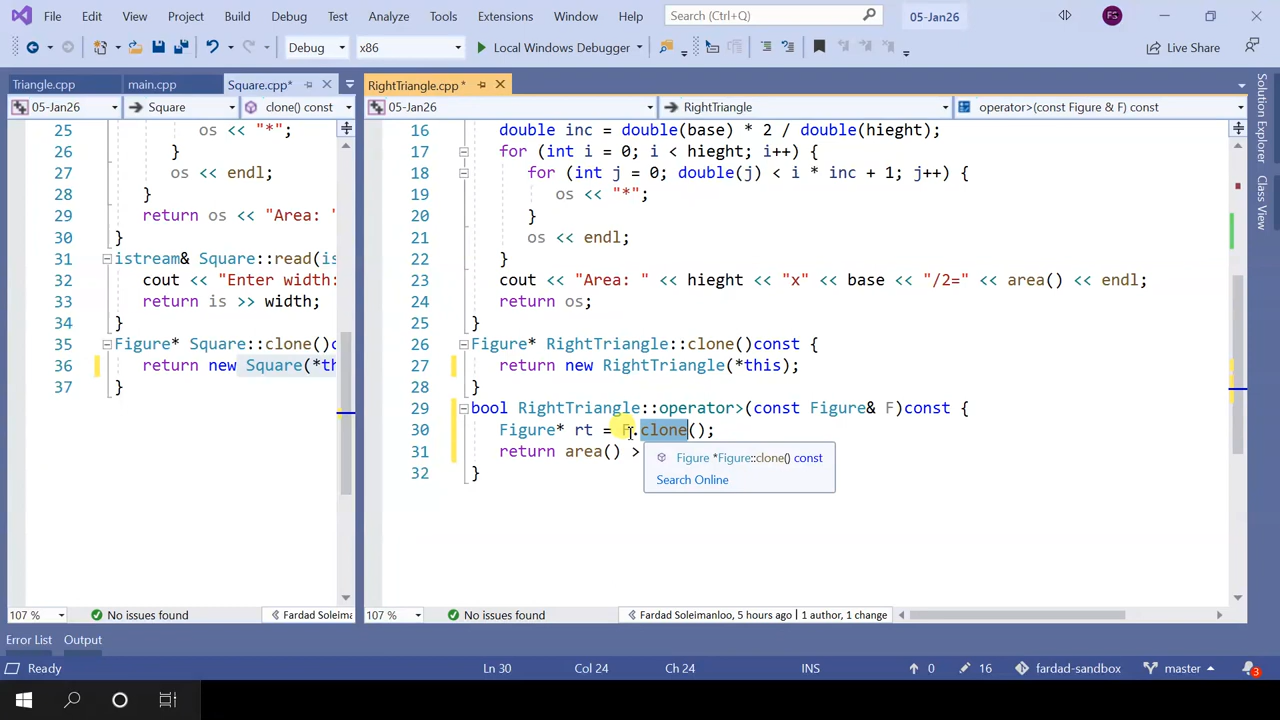 File Edit View Project Build Debug Test Analyze Tools Extensions Window Help Search (Ctrl+Q) 05-Jan26 FS
Debug x86 Local Windows Debugger Live Share
Triangle.cpp main.cpp Square.cpp* RightTriangle.cpp*
05-Jan26 Square clone() const 05-Jan26 RightTriangle operator>(const Figure & F) const
25 os << "*";
26 }
27 os << endl;
28 }
29 return os << "Area: "
30 }
31 istream& Square::read(is
32 cout << "Enter width:
33 return is >> width;
34 }
35 Figure* Square::clone()c
36 return new Square(*th
37 }
16 double inc = double(base) * 2 / double(hieght);
17 for (int i = 0; i < hieght; i++) {
18 for (int j = 0; double(j) < i * inc + 1; j++) {
19 os << "*";
20 }
21 os << endl;
22 }
23 cout << "Area: " << hieght << "x" << base << "/2=" << area() << endl;
24 return os;
25 }
26 Figure* RightTriangle::clone()const {
27 return new RightTriangle(*this);
28 }
29 bool RightTriangle::operator>(const Figure& F)const {
30 Figure* rt = F.clone();
31 return area() >
32 }
Figure *Figure::clone() const
Search Online
Solution Explorer
Class View
107 % No issues found Fardad Soleima 107 % No issues found Fardad Soleimanloo, 5 hours ago | 1 author, 1 change
Error List Output
Ready Ln 30 Col 24 Ch 24 INS 0 16 fardad-sandbox master 3